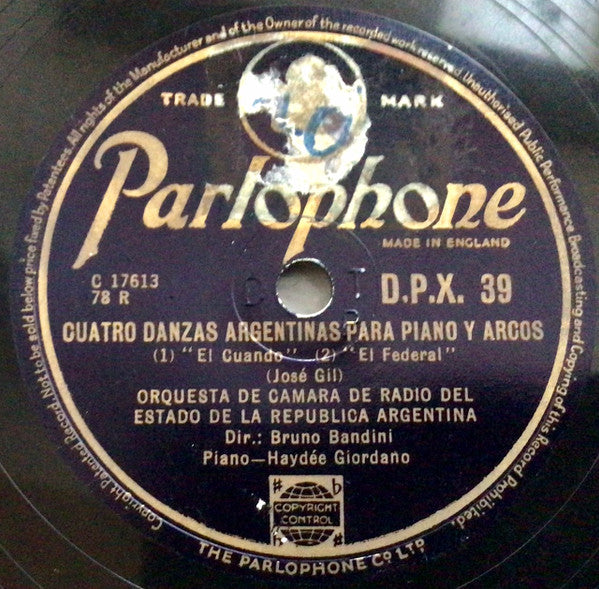 Patentees. All rights of the Manufacturer and of the Owner of the recorded work reserved. Unauthorised Public Performance Broadcasting and Copying of this Record Prohibited.
Copyright Patented Record. Not to be sold below price fixed by
TRADE MARK
Parlophone
MADE IN ENGLAND
C 17613
78 R
D.P.X. 39
CUATRO DANZAS ARGENTINAS PARA PIANO Y ARCOS
(1) "El Cuando" (2) "El Federal"
(José Gil)
ORQUESTA DE CAMARA DE RADIO DEL
ESTADO DE LA REPUBLICA ARGENTINA
Dir.: Bruno Bandini
Piano—Haydée Giordano
COPYRIGHT
CONTROL
THE PARLOPHONE Co LTD